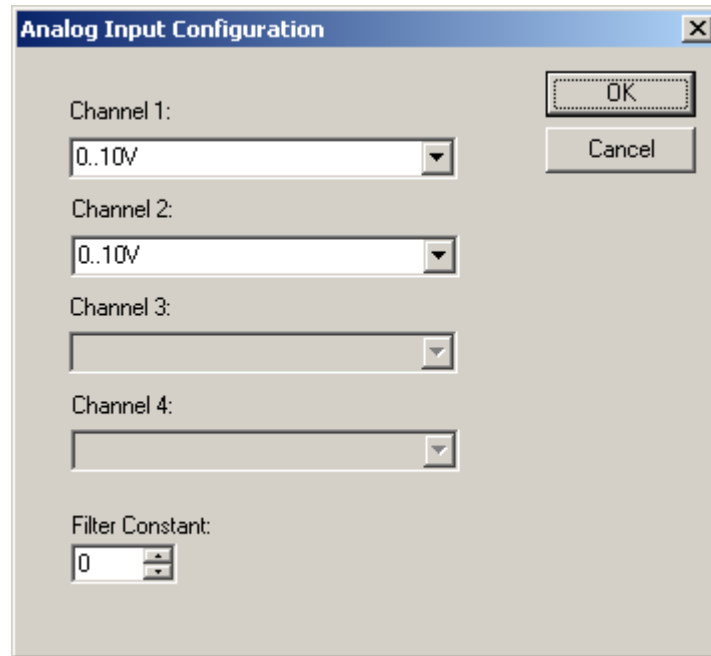 Analog Input Configuration
OK
Channel 1:
0..10V
Cancel
Channel 2:
0..10V
Channel 3:
Channel 4:
Filter Constant:
0